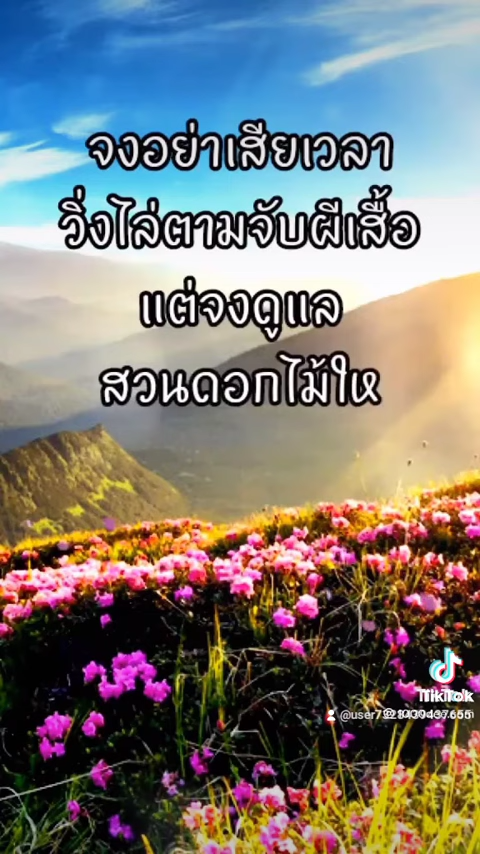 จงอย่าเสียเวลา
วิ่งไล่ตามจับผีเสื้อ
แต่จงดูแล
สวนดอกไม้ให
TikTok